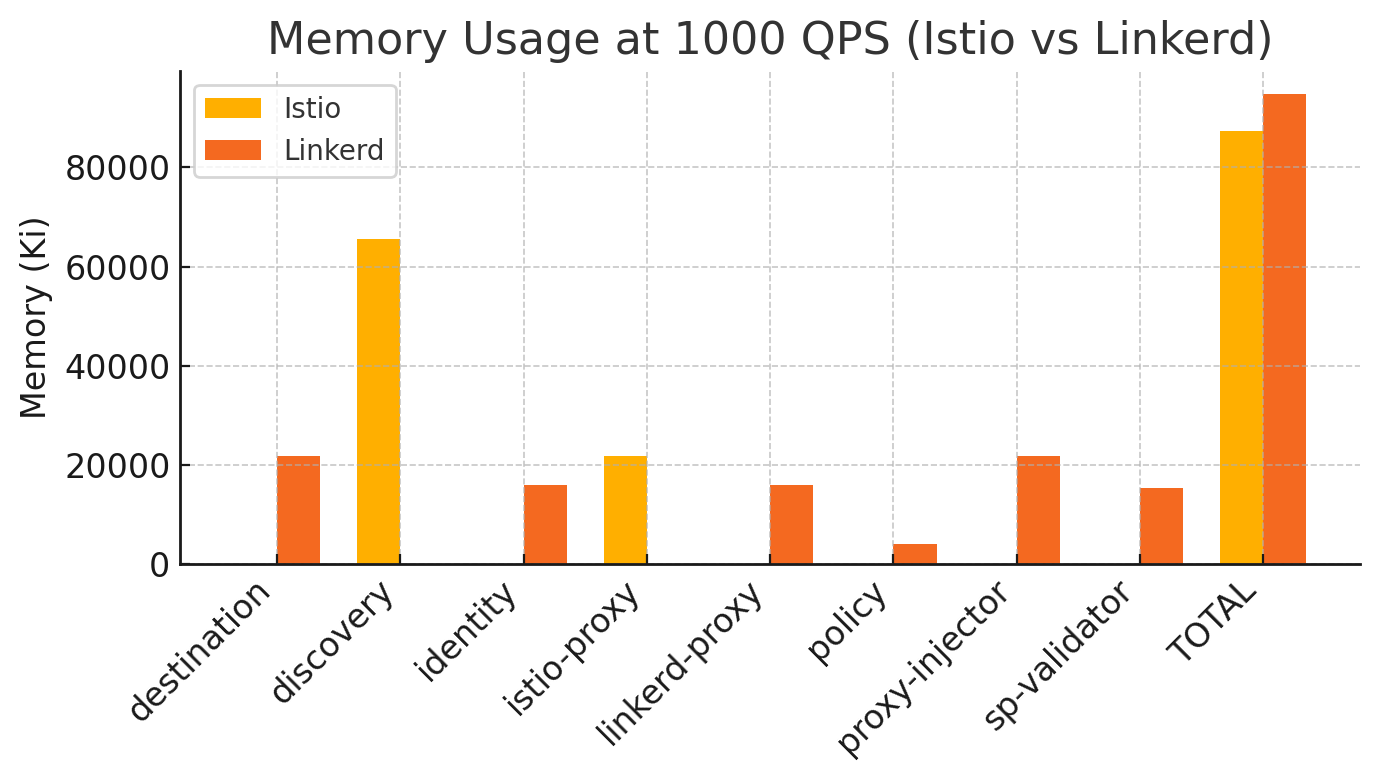 Memory Usage at 1000 QPS (Istio vs Linkerd)
Istio
Linkerd
Memory (Ki)
80000
60000
40000
20000
0
destination
discovery
identity
istio-proxy
linkerd-proxy
policy
proxy-injector
sp-validator
TOTAL